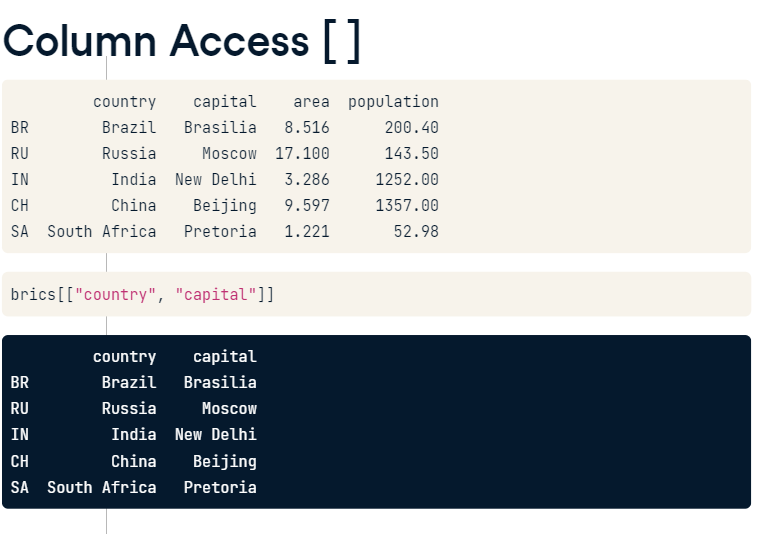 Column Access [ ]
country capital area population
BR Brazil Brasilia 8.516 200.40
RU Russia Moscow 17.100 143.50
IN India New Delhi 3.286 1252.00
CH China Beijing 9.597 1357.00
SA South Africa Pretoria 1.221 52.98
brics[["country", "capital"]]
country capital
BR Brazil Brasilia
RU Russia Moscow
IN India New Delhi
CH China Beijing
SA South Africa Pretoria